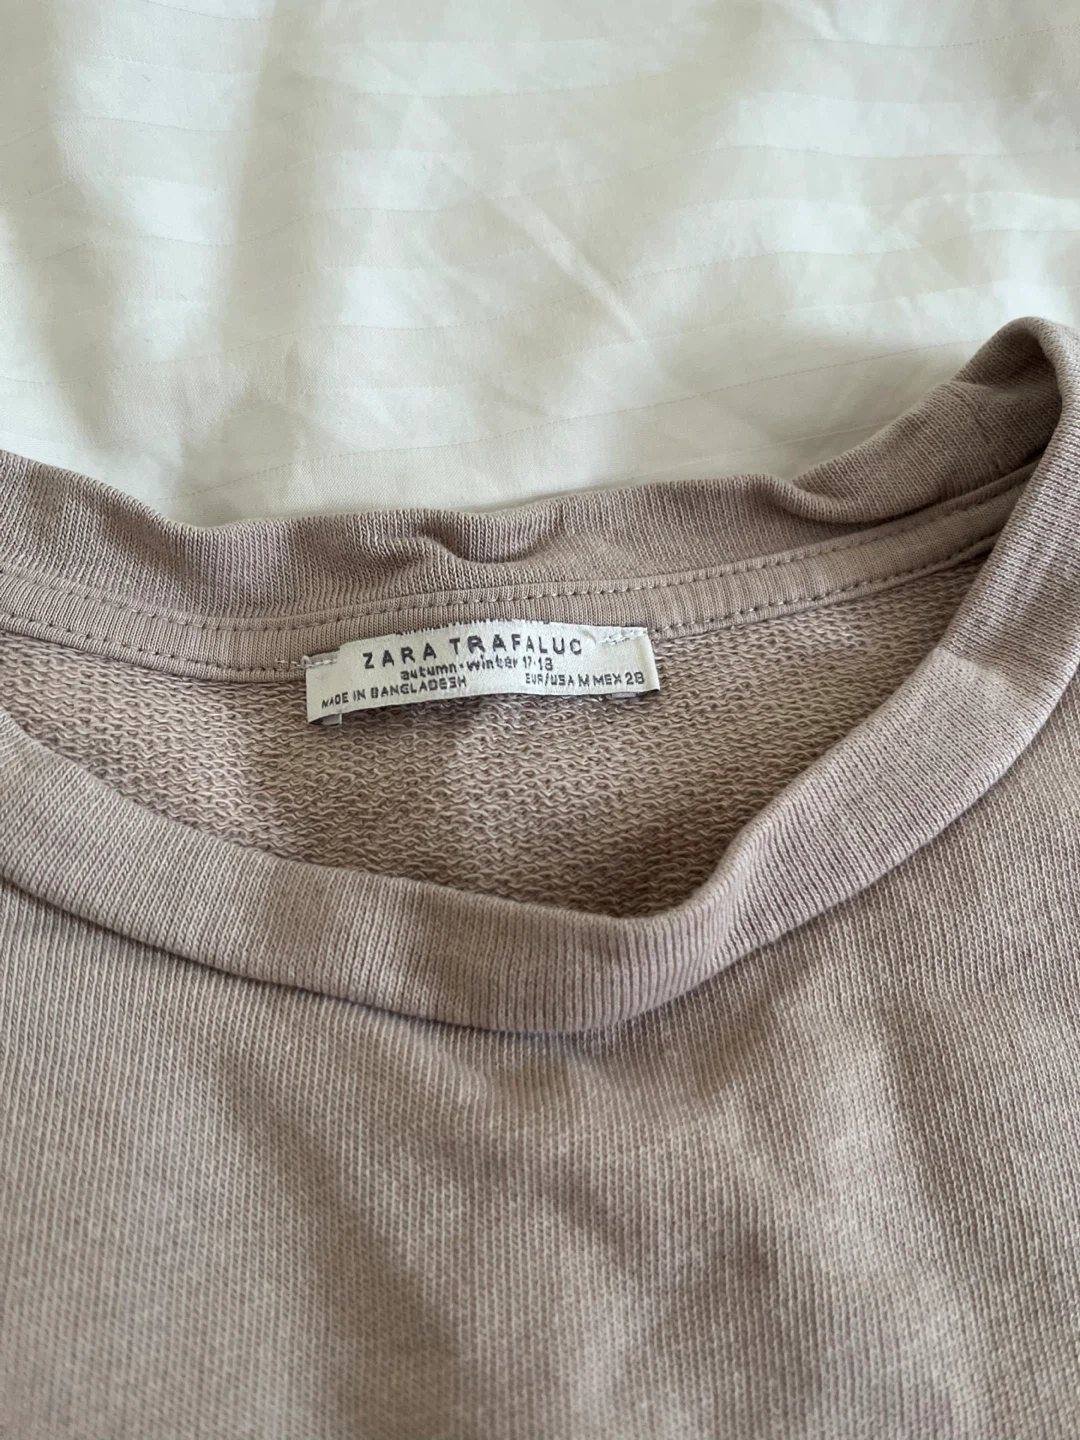 ZARA TRAFALUC
autumn·winter 17·18
MADE IN BANGLADESH EUR/USA M MEX 28